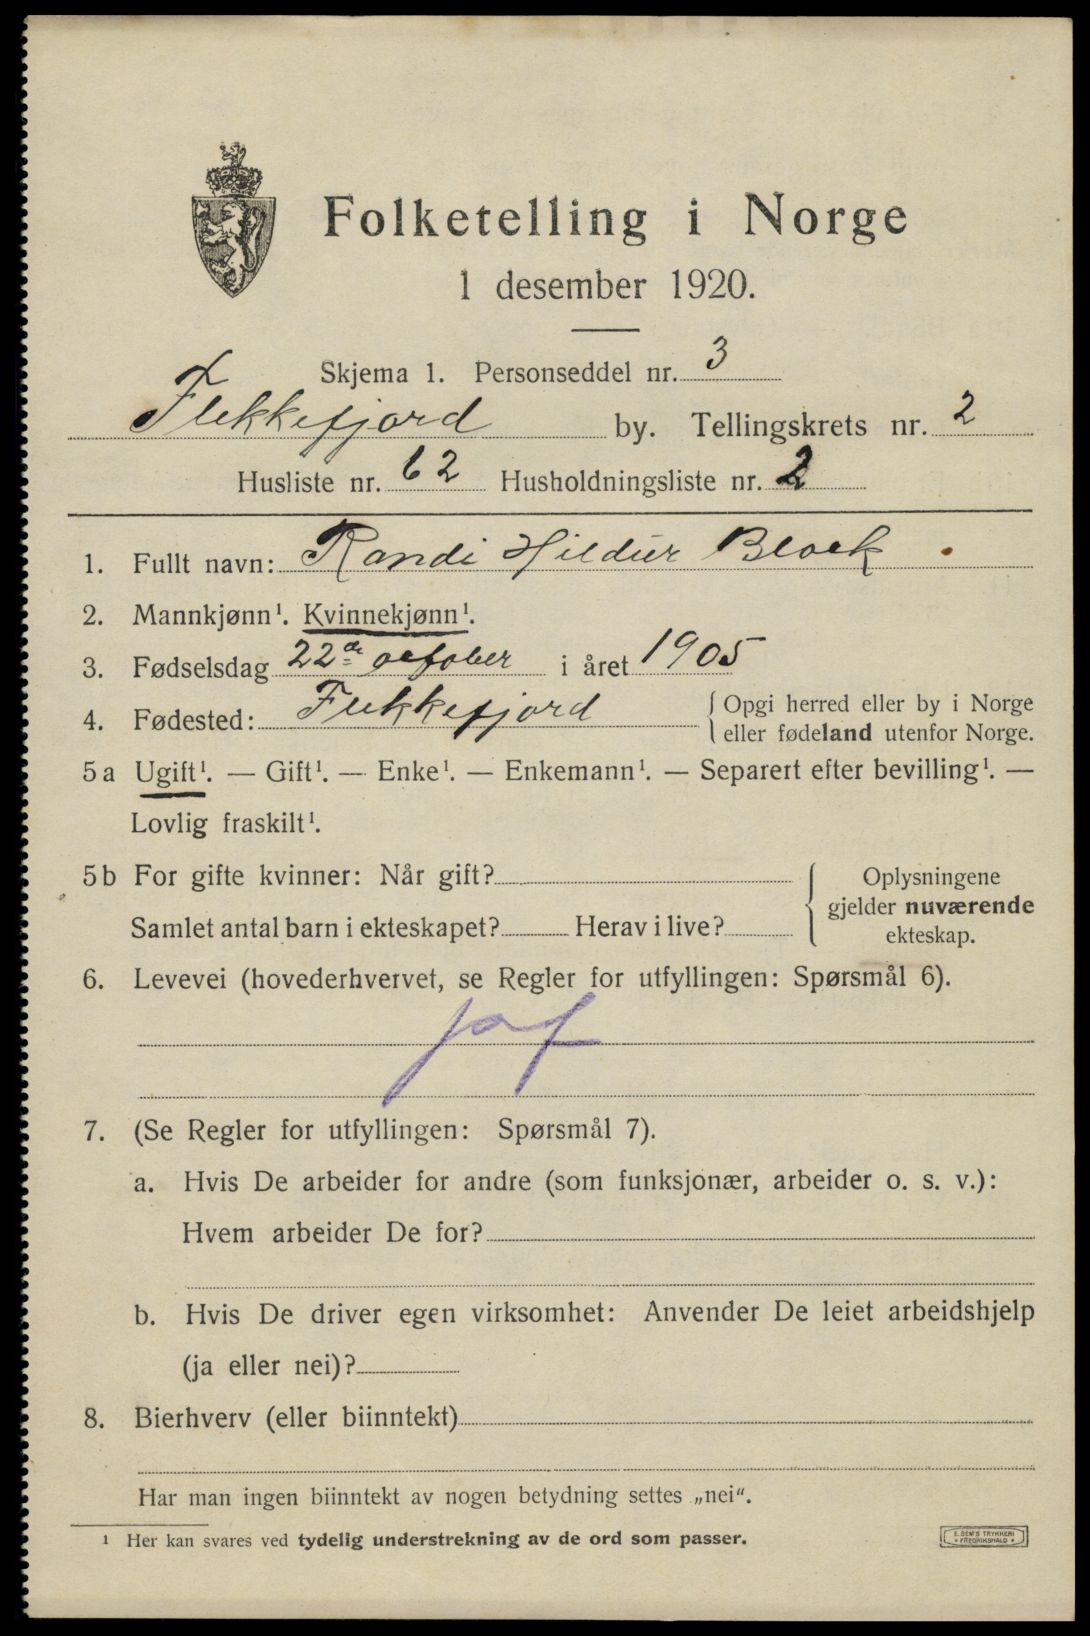 Folketelling i Norge
1 desember 1920.
Skjema 1. Personseddel nr. 3
Flekkefjord by. Tellingskrets nr. 2
Husliste nr. 62 Husholdningsliste nr. 2
1. Fullt navn: Randi Hildur Block
2. Mannkjønn¹. Kvinnekjønn¹.
3. Fødselsdag 22de october i året 1905
4. Fødested: Flekkefjord { Opgi herred eller by i Norge
eller fødeland utenfor Norge.
5a Ugift¹. — Gift¹. — Enke¹. — Enkemann¹. — Separert efter bevilling¹. —
Lovlig fraskilt¹.
5b For gifte kvinner: Når gift?
Samlet antal barn i ekteskapet? Herav i live?
{ Oplysningene
gjelder nuværende
ekteskap.
6. Levevei (hovederhvervet, se Regler for utfyllingen: Spørsmål 6).
7. (Se Regler for utfyllingen: Spørsmål 7).
a. Hvis De arbeider for andre (som funksjonær, arbeider o. s. v.):
Hvem arbeider De for?
b. Hvis De driver egen virksomhet: Anvender De leiet arbeidshjelp
(ja eller nei)?
8. Bierhverv (eller biinntekt)
Har man ingen biinntekt av nogen betydning settes „nei“.
¹ Her kan svares ved tydelig understrekning av de ord som passer.
E. SEM'S TRYKKERI
• FREDRIKSHALD •